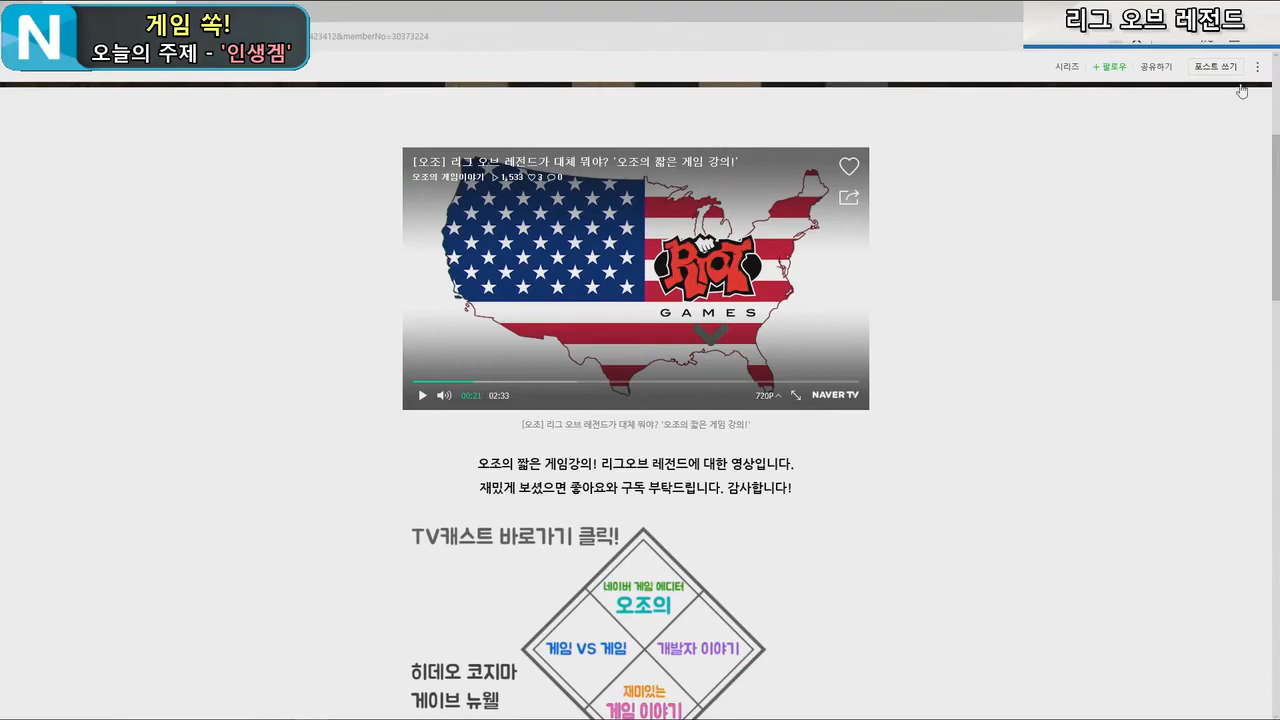 게임 쏙!
오늘의 주제 - '인생겜'
N
리그 오브 레전드
423412&memberNo=30373224
시리즈
+ 팔로우
공유하기
포스트 쓰기
[오조] 리그 오브 레전드가 대체 뭐야? '오조의 짧은 게임 강의!'
오조의 게임이야기 ▷1,533 ♡3 0
RIOT
GAMES
00:21 02:33
720P
NAVER TV
[오조] 리그 오브 레전드가 대체 뭐야? '오조의 짧은 게임 강의!'
오조의 짧은 게임강의! 리그오브 레전드에 대한 영상입니다.
재밌게 보셨으면 좋아요와 구독 부탁드립니다. 감사합니다!
TV캐스트 바로가기 클릭!
네이버 게임 에디터
오조의
게임 VS 게임
개발자 이야기
히데오 코지마
게이브 뉴웰
재미있는
게임 이야기